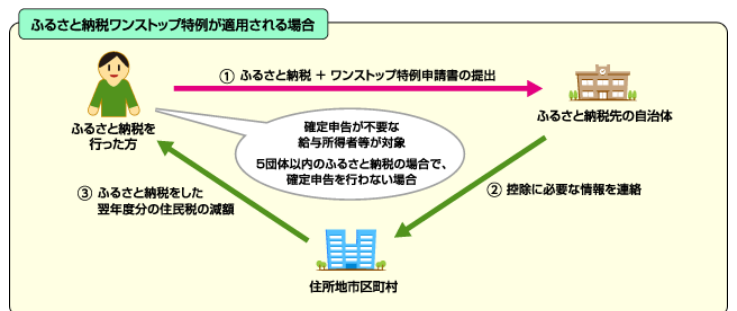 ふるさと納税ワンストップ特例が適用される場合
① ふるさと納税 + ワンストップ特例申請書の提出
ふるさと納税を
行った方
ふるさと納税先の自治体
確定申告が不要な
給与所得者等が対象
5団体以内のふるさと納税の場合で、
確定申告を行わない場合
② 控除に必要な情報を連絡
③ ふるさと納税をした
翌年度分の住民税の減額
住所地市区町村